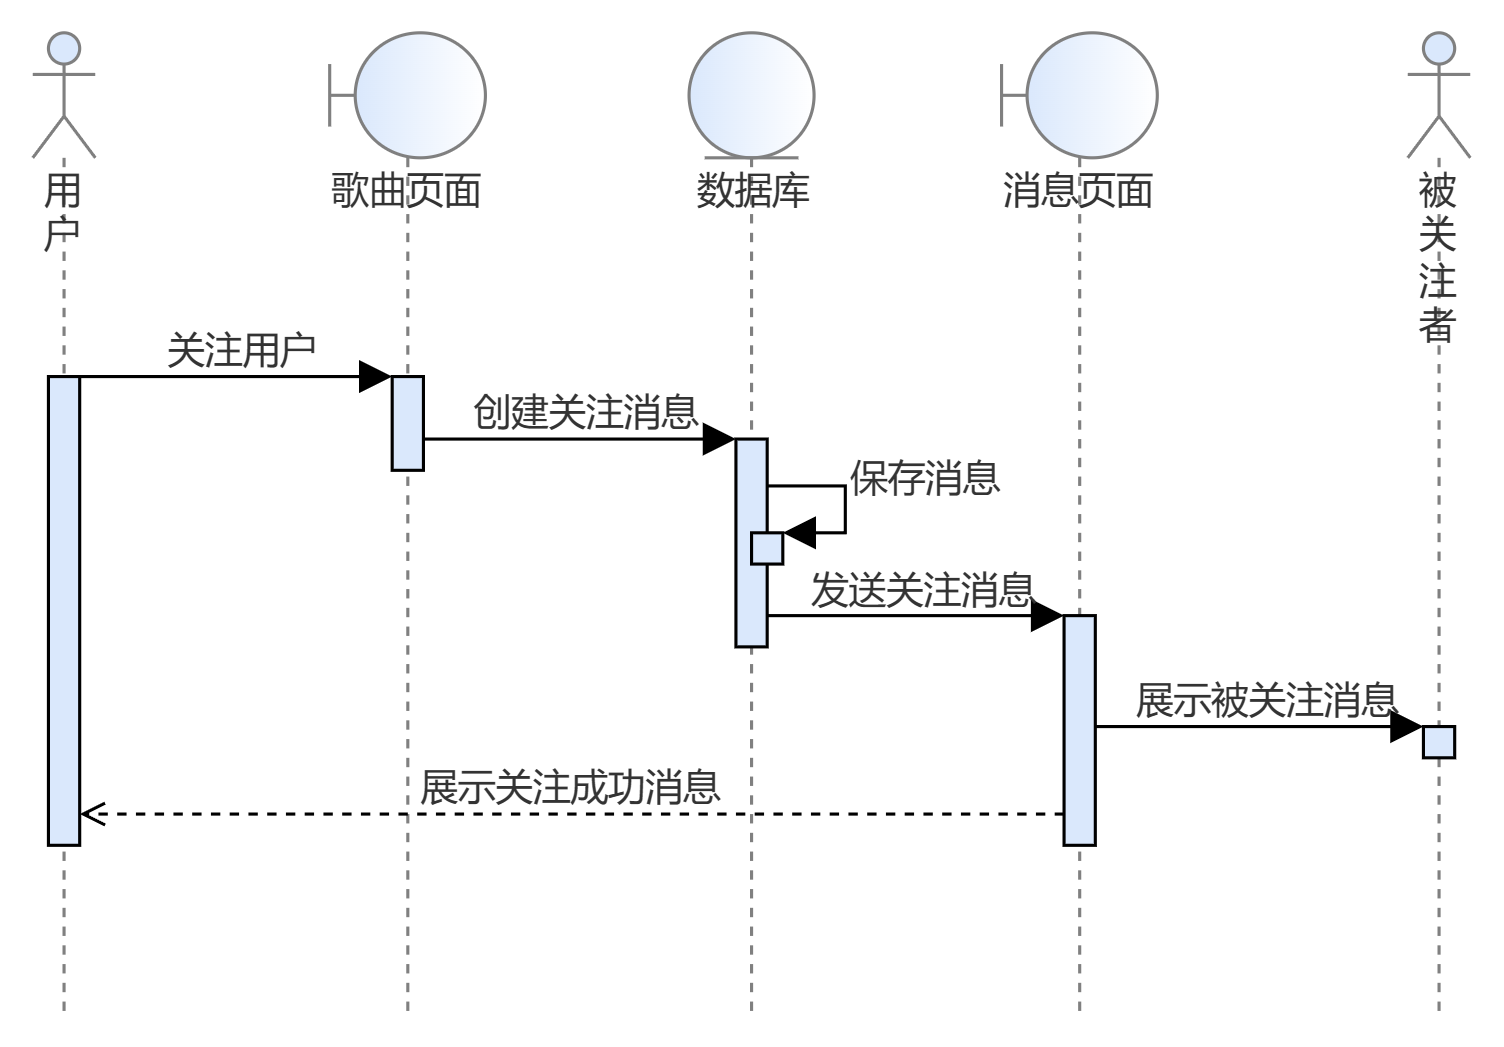 用
户
歌曲页面
数据库
消息页面
被
关
注
者
关注用户
创建关注消息
保存消息
发送关注消息
展示被关注消息
展示关注成功消息